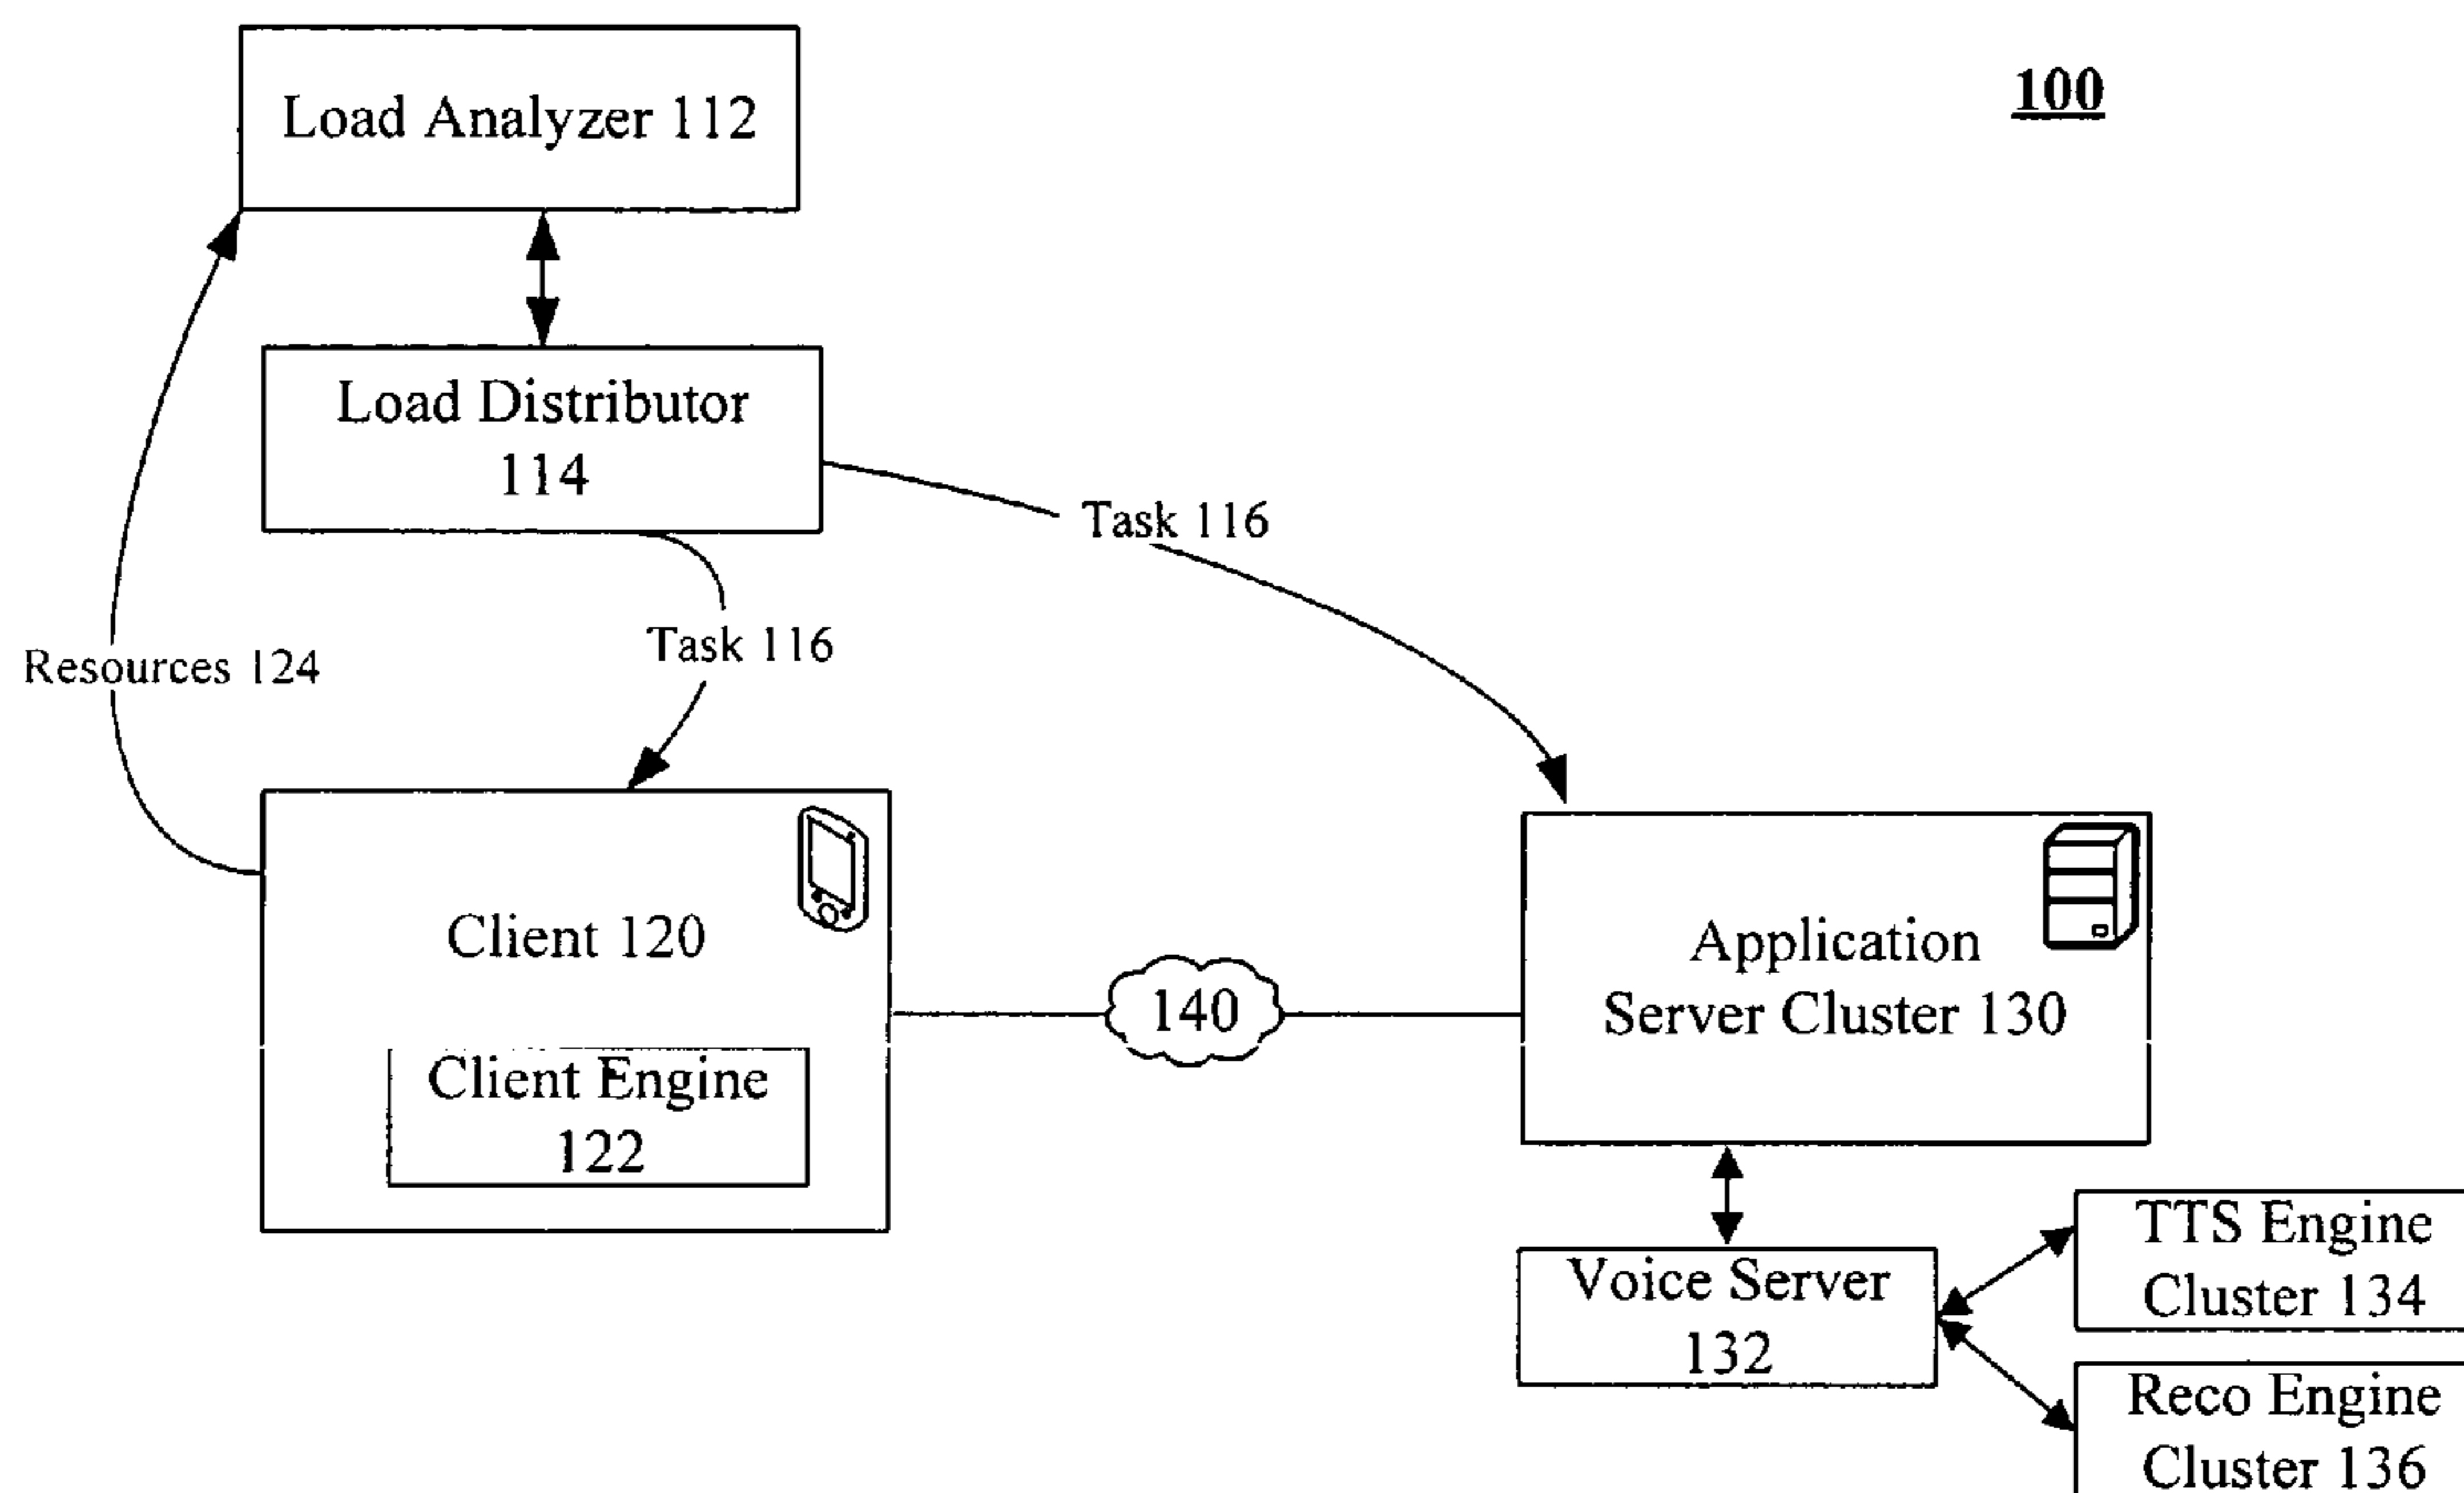 Load Analyzer 112
100
Load Distributor
114
Task 116
Task 116
Resources 124
Client 120
Client Engine
122
140
Application
Server Cluster 130
Voice Server
132
TTS Engine
Cluster 134
Reco Engine
Cluster 136